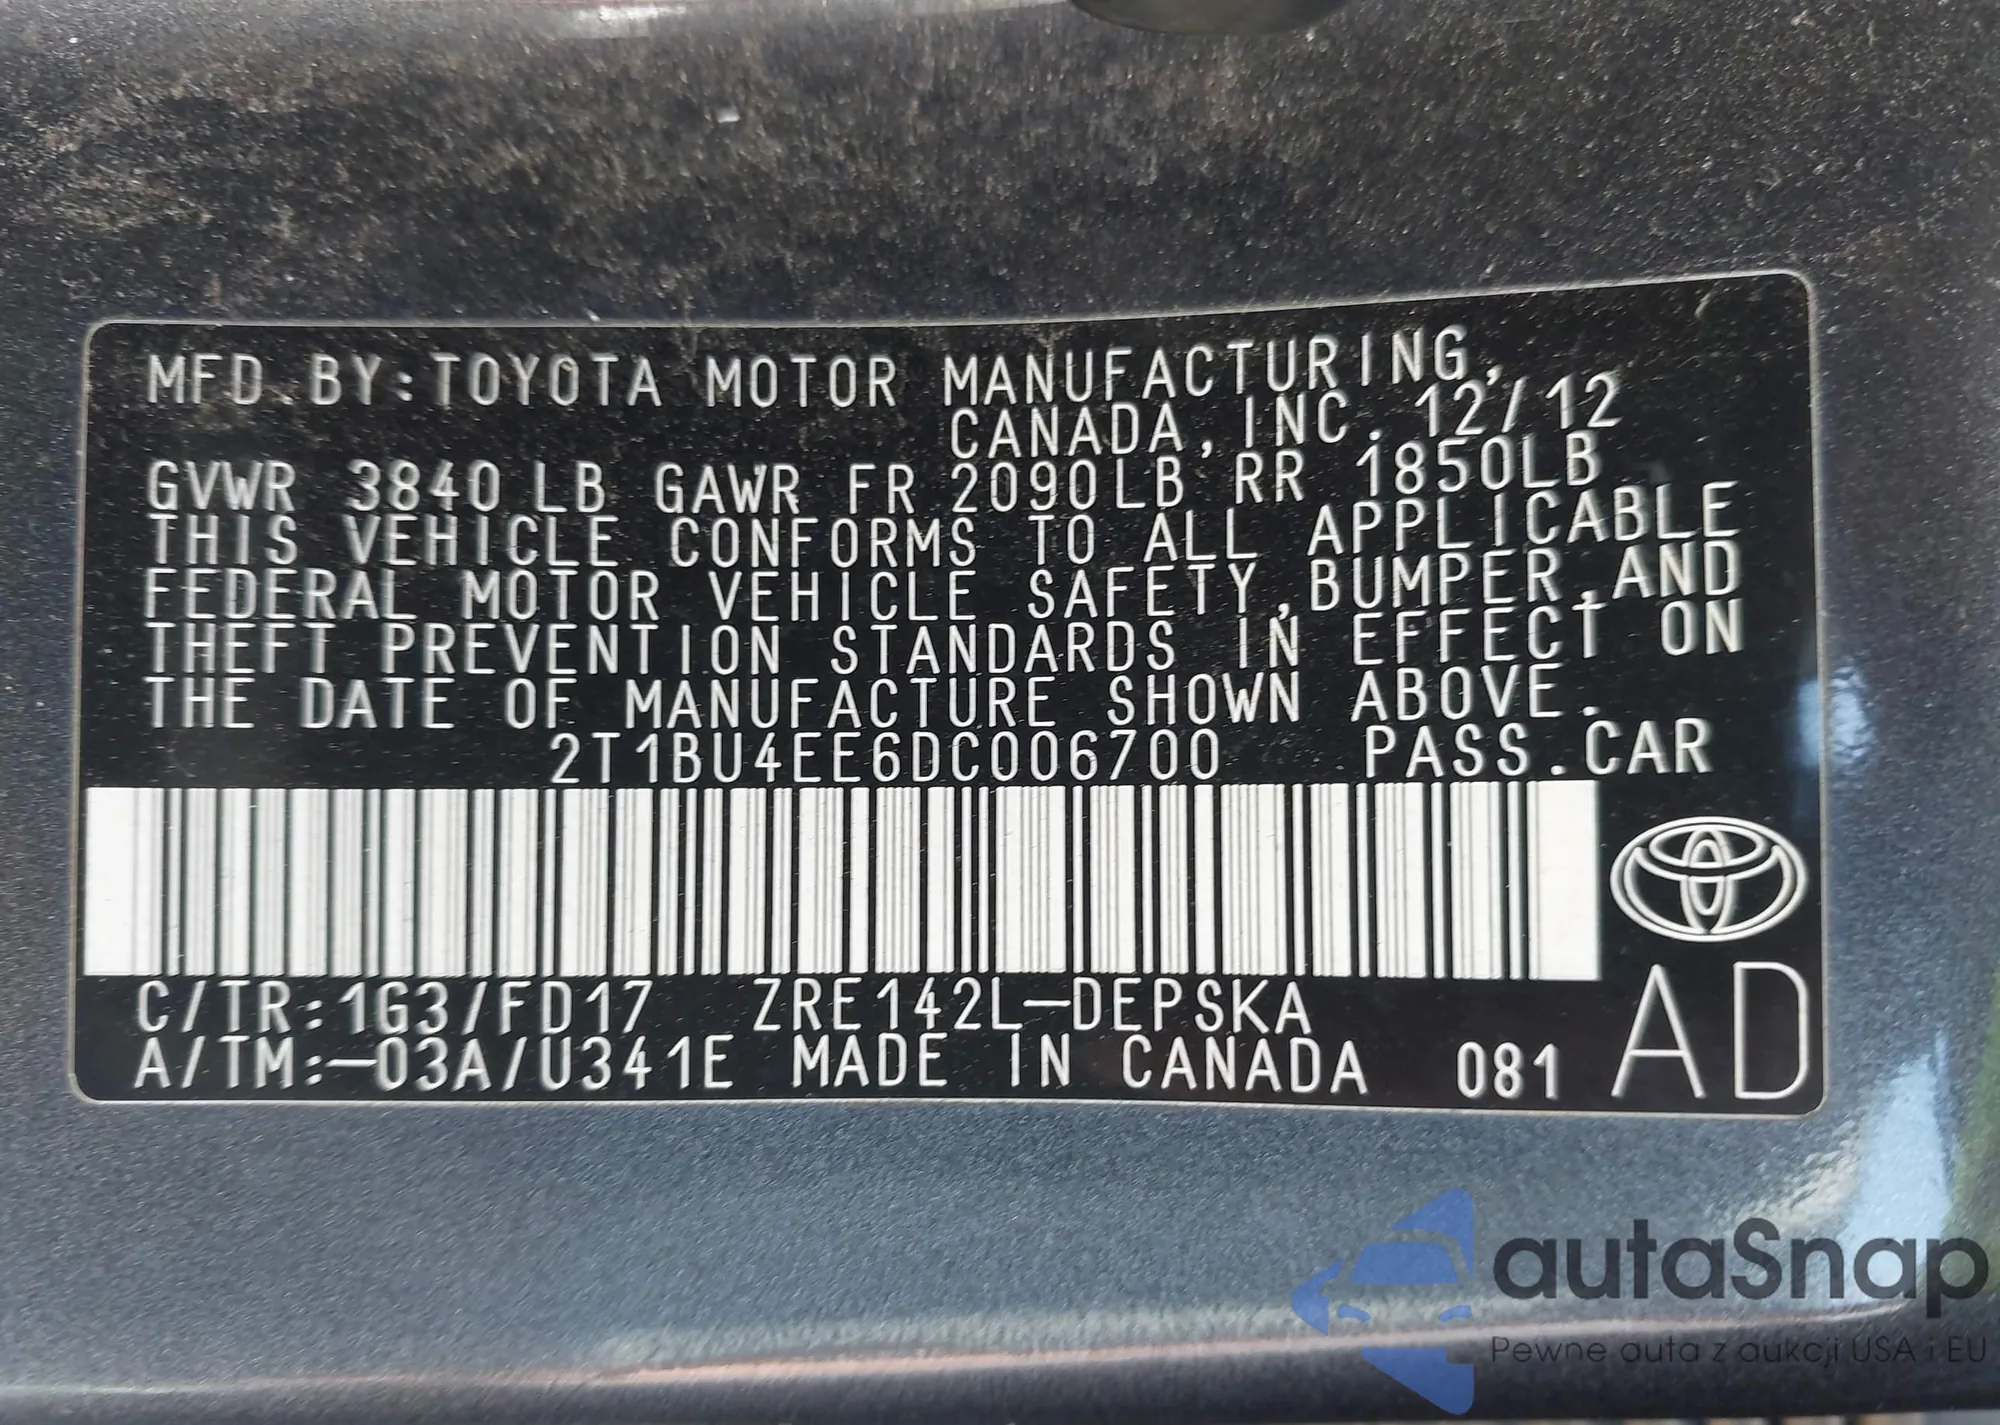 MFD. BY:TOYOTA MOTOR MANUFACTURING,
CANADA, INC. 12/12
GVWR 3840 LB GAWR FR 2090LB RR 1850LB
THIS VEHICLE CONFORMS TO ALL APPLICABLE
FEDERAL MOTOR VEHICLE SAFETY,BUMPER,AND
THEFT PREVENTION STANDARDS IN EFFECT ON
THE DATE OF MANUFACTURE SHOWN ABOVE.
2T1BU4EE6DC006700 PASS.CAR
C/TR:1G3/FD17 ZRE142L-DEPSKA
A/TM:-03A/U341E MADE IN CANADA 081
AD
autaSnap
Pewne auta z aukcji USA i EU